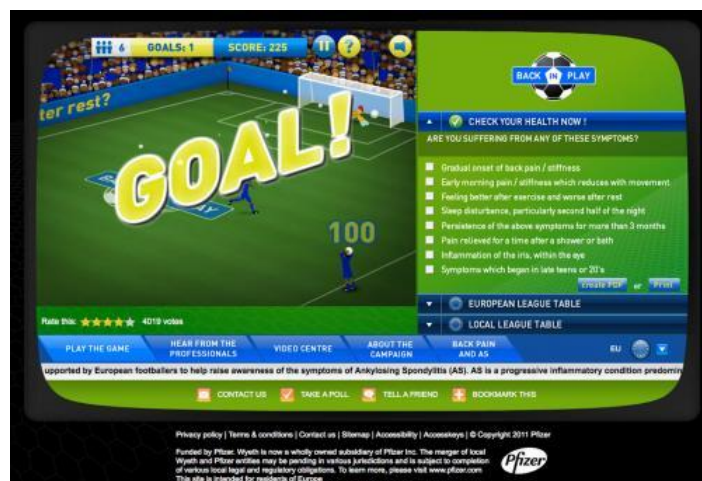 6 GOALS: 1 SCORE: 225 ?
ter rest?
GOAL!
100
BACK IN PLAY
CHECK YOUR HEALTH NOW !
ARE YOU SUFFERING FROM ANY OF THESE SYMPTOMS?
Gradual onset of back pain / stiffness
Early morning pain / stiffness which reduces with movement
Feeling better after exercise and worse after rest
Sleep disturbance, particularly second half of the night
Persistence of the above symptoms for more than 3 months
Pain relieved for a time after a shower or bath
Inflammation of the iris, within the eye
Symptoms which began in late teens or 20's
Create PDF or Print
EUROPEAN LEAGUE TABLE
LOCAL LEAGUE TABLE
Rate this: 4019 votes
PLAY THE GAME
HEAR FROM THE
PROFESSIONALS
VIDEO CENTRE
ABOUT THE
CAMPAIGN
BACK PAIN
AND AS
EU
upported by European footballers to help raise awareness of the symptoms of Ankylosing Spondylitis (AS). AS is a progressive inflammatory condition predomin
CONTACT US TAKE A POLL TELL A FRIEND BOOKMARK THIS
Privacy policy | Terms & conditions | Contact us | Sitemap | Accessibility | Accesskeys | © Copyright 2011 Pfizer
Funded by Pfizer. Wyeth is now a wholly owned subsidiary of Pfizer Inc. The merger of local
Wyeth and Pfizer entities may be pending in various jurisdictions and is subject to completion
of various local legal and regulatory obligations. To learn more, please visit www.pfizer.com
This site is intended for residents of Europe
Pfizer